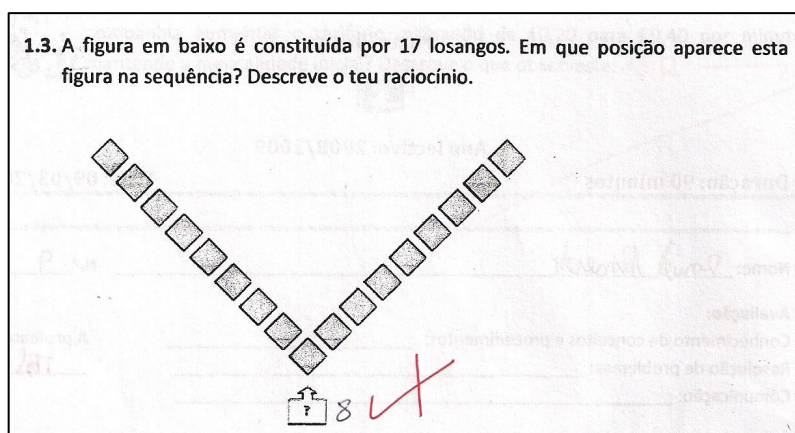 1.3. A figura em baixo é constituída por 17 losangos. Em que posição aparece esta
figura na sequência? Descreve o teu raciocínio.
? 8